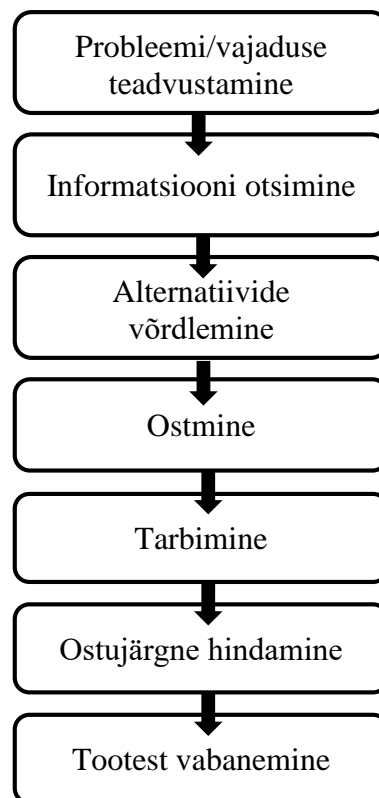 Probleemi/vajaduse
teadvustamine
Informatsiooni otsimine
Alternatiivide
võrdlemine
Ostmine
Tarbimine
Ostujärgne hindamine
Tootest vabanemine